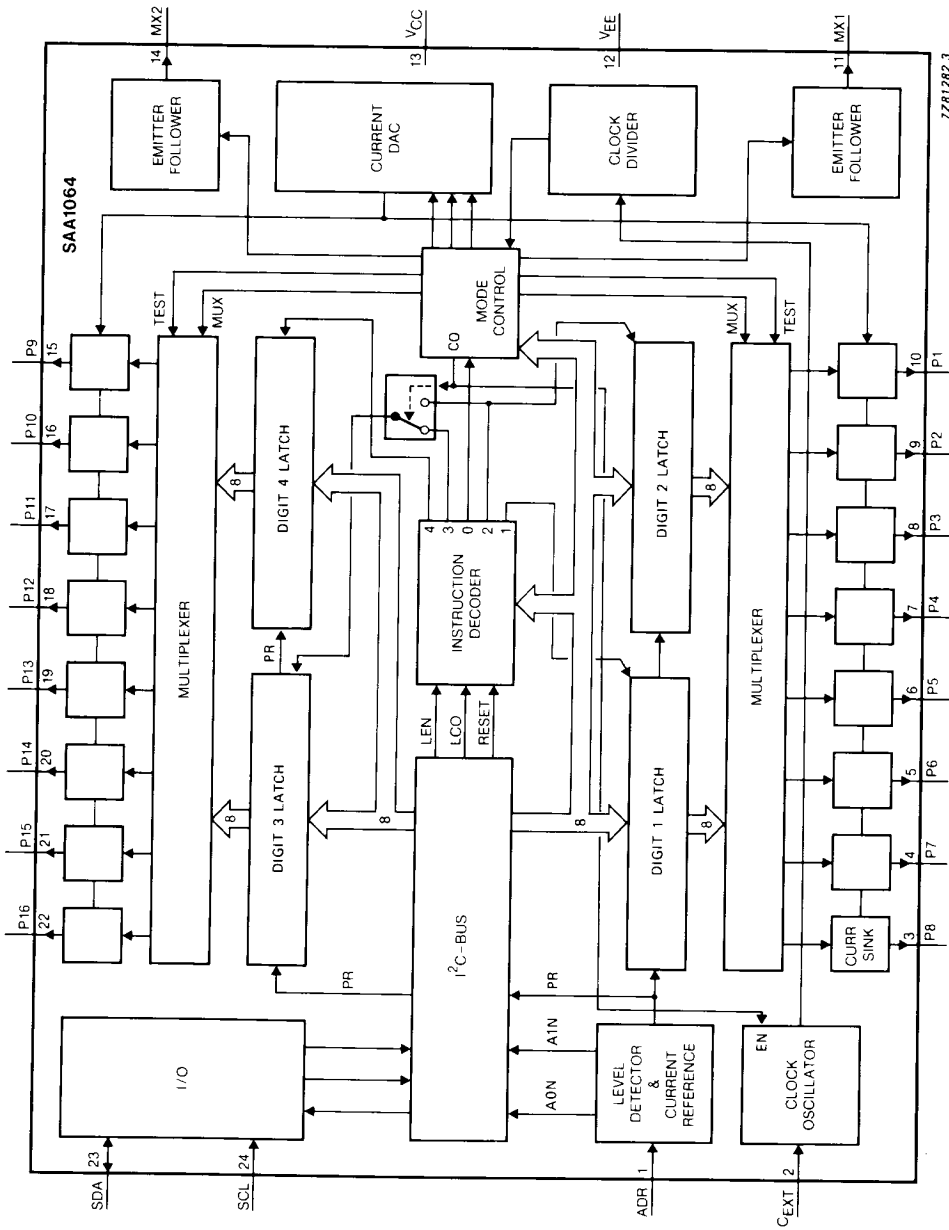 SAA1064
P16
P15
P14
P13
P12
P11
P10
P9
22
21
20
19
18
17
16
15
14 MX2
EMITTER
FOLLOWER
MULTIPLEXER
TEST
MUX
SDA 23
SCL 24
I/O
8
8
DIGIT 3 LATCH
PR
DIGIT 4 LATCH
PR
CURRENT
DAC
13 VCC
8
I²C-BUS
LEN
LCO
RESET
INSTRUCTION
DECODER
4
3
0
2
1
CO
MODE
CONTROL
A0N
A1N
PR
8
CLOCK
DIVIDER
12 VEE
ADR 1
LEVEL
DETECTOR
&
CURRENT
REFERENCE
DIGIT 1 LATCH
DIGIT 2 LATCH
8
8
MUX
TEST
MULTIPLEXER
CEXT 2
EN
CLOCK
OSCILLATOR
EMITTER
FOLLOWER
11 MX1
CURR
SINK
3
4
5
6
7
8
9
10
P8
P7
P6
P5
P4
P3
P2
P1
7Z81282.3